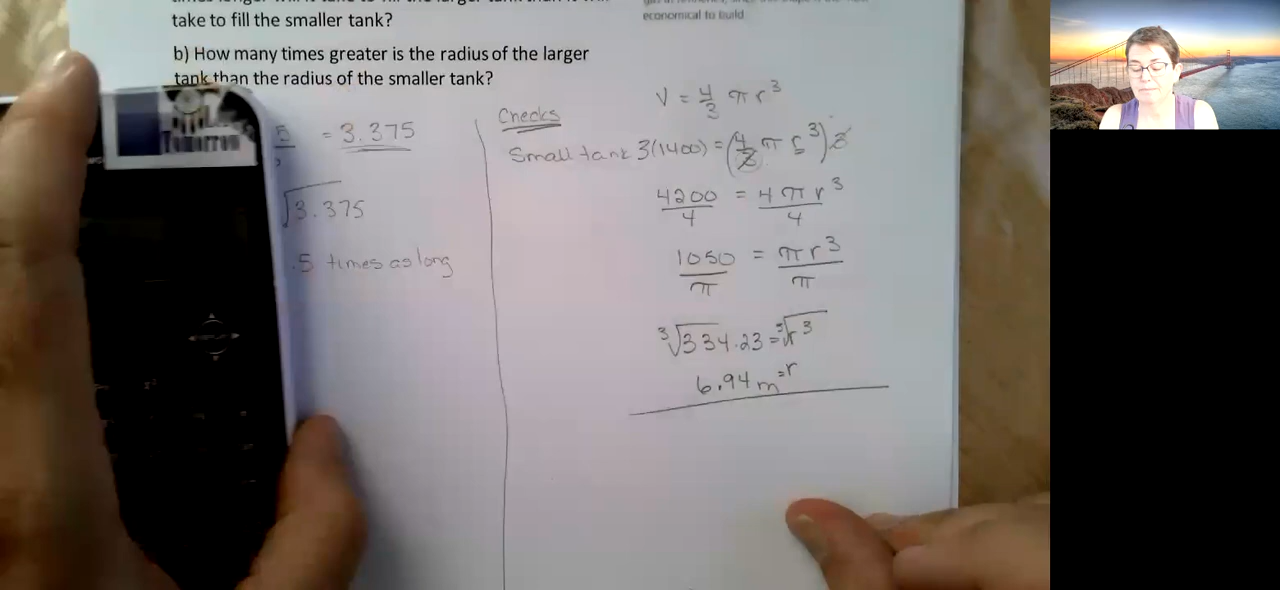 take to fill the smaller tank?
economical to build
b) How many times greater is the radius of the larger
tank than the radius of the smaller tank?
= 3.375
√3.375
.5 times as long
Checks
V = 4/3 π r³
Small tank 3(1400) = (4/3 π r³)3
4200/4 = 4πr³/4
1050/π = πr³/π
³√334.23 = ³√r³
6.94 m = r